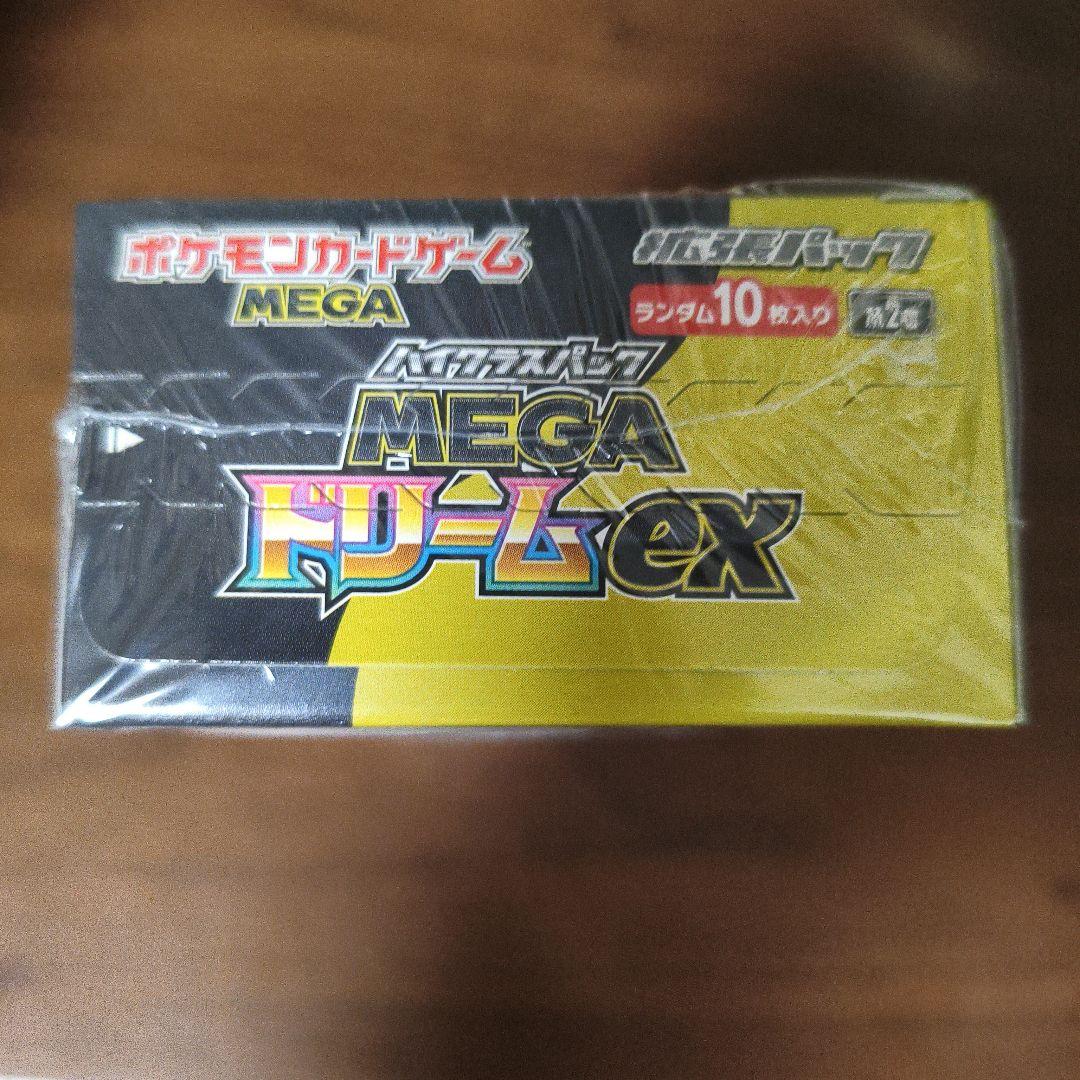 ポケモンカードゲーム
MEGA
拡張パック
ランダム10枚入り
ハイクラスパック
MEGA
ドリームex